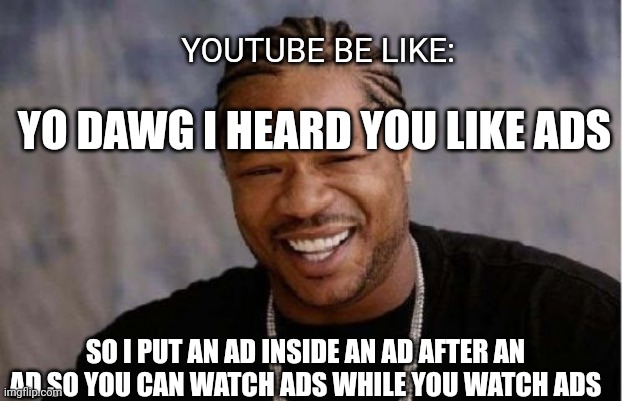 YOUTUBE BE LIKE:
YO DAWG I HEARD YOU LIKE ADS
SO I PUT AN AD INSIDE AN AD AFTER AN
AD SO YOU CAN WATCH ADS WHILE YOU WATCH ADS
imgflip.com